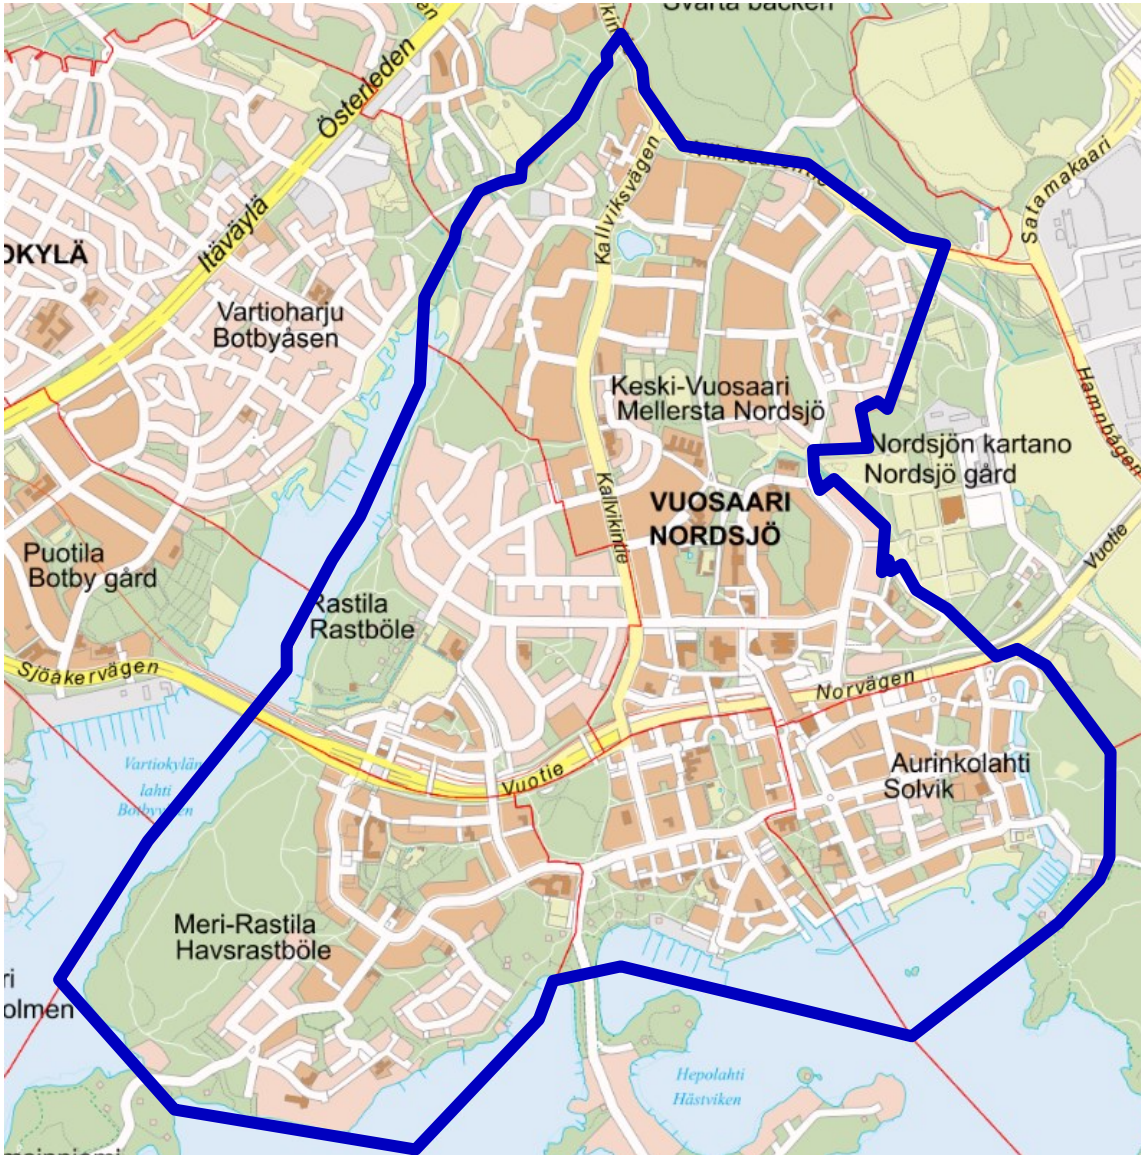 Svarta backen
Österleden
Itäväylä
OKYLÄ
Kallviksvägen
Satamakaari
Vartioharju
Botbyåsen
Hamnbågen
Keski-Vuosaari
Mellersta Nordsjö
Nordsjön kartano
Nordsjö gård
Kallvikintie
VUOSAARI
NORDSJÖ
Puotila
Botby gård
Vuotie
Rastila
Rastböle
Sjöåkervägen
Norvägen
Vartiokylän
lahti
Vuotie
Aurinkolahti
Solvik
Meri-Rastila
Havsrastböle
ri
olmen
Hepolahti
Hästviken